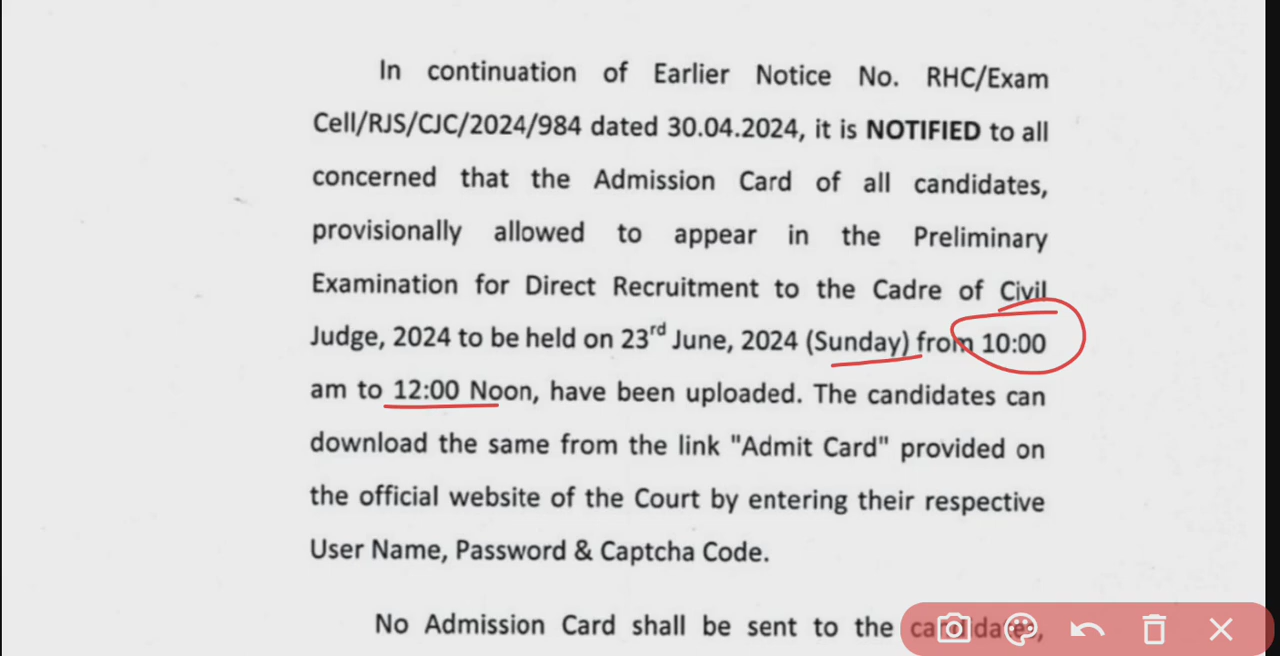 In continuation of Earlier Notice No. RHC/Exam
Cell/RJS/CJC/2024/984 dated 30.04.2024, it is NOTIFIED to all
concerned that the Admission Card of all candidates,
provisionally allowed to appear in the Preliminary
Examination for Direct Recruitment to the Cadre of Civil
Judge, 2024 to be held on 23rd June, 2024 (Sunday) from 10:00
am to 12:00 Noon, have been uploaded. The candidates can
download the same from the link "Admit Card" provided on
the official website of the Court by entering their respective
User Name, Password & Captcha Code.
No Admission Card shall be sent to the candidates,